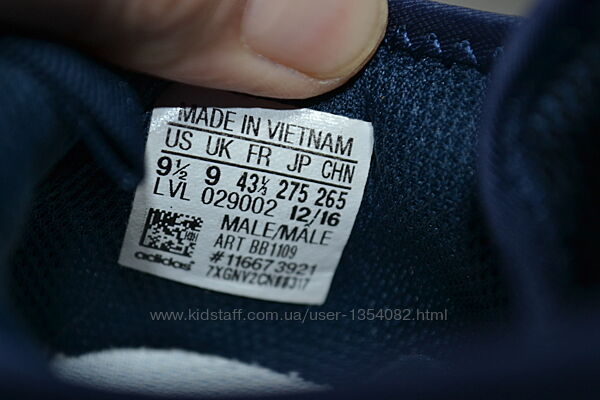 MADE IN VIETNAM
US UK FR JP CHN
9½ 9 43⅓ 275 265
LVL 029002 12/16
MALE/MÂLE
ART BB1109
#116673921
adidas
www.kidstaff.com.ua/user-1354082.html